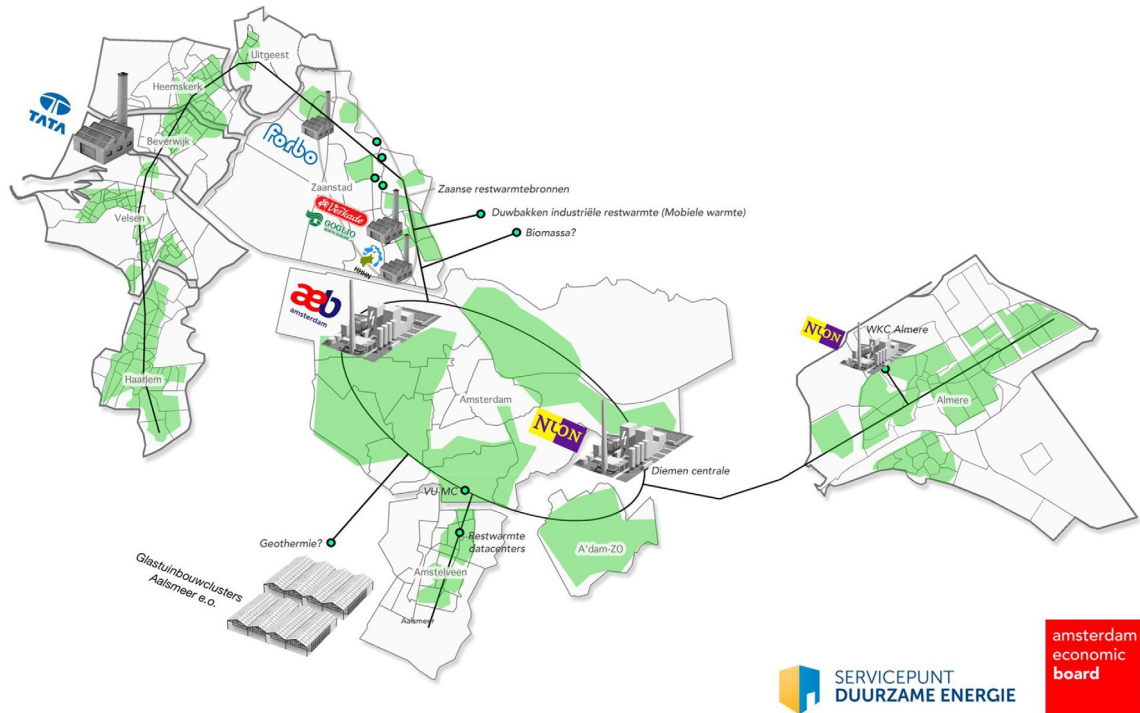 Uitgeest
Heemskerk
TATA
Beverwijk
forbo
Zaanstad
Zaanse restwarmtebronnen
Verkade
GOGLIO
Duwbakken industriële restwarmte (Mobiele warmte)
Velsen
Biomassa?
HHNK
aeb
amsterdam
NUON
WKC Almere
Haarlem
Amsterdam
Almere
NUON
Diemen centrale
VU MC
Geothermie?
Restwarmte
datacenters
A'dam-ZO
Glastuinbouwclusters
Aalsmeer e.o.
Amstelveen
Aalsmeer
SERVICEPUNT
DUURZAME ENERGIE
amsterdam
economic
board